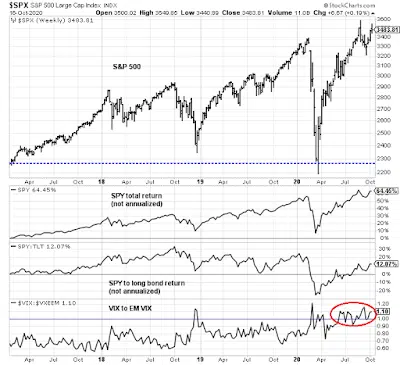 $SPX S&P 500 Large Cap Index INDX
© StockCharts.com
16-Oct-2020
Open 3500.02 High 3549.85 Low 3440.89 Close 3483.81 Volume 11.0B Chg +6.67 (+0.19%)
$SPX (Weekly) 3483.81
S&P 500
3600
3500
3483.81
3400
3300
3200
3100
3000
2900
2800
2700
2600
2500
2400
2300
2200
Apr Jul Oct 18 Apr Jul Oct 19 Apr Jul Oct 20 Apr Jul Oct
SPY 64.45%
SPY total return
(not annualized)
64.45%
50%
40%
30%
20%
10%
0%
SPY:TLT 12.07%
12.07%
SPY to long bond return
(not annualized)
$VIX:$VXEEM 1.10
VIX to EM VIX
1.20
1.10
1.00
0.90
0.80
0.70
Apr Jul Oct 18 Apr Jul Oct 19 Apr Jul Oct 20 Apr Jul Oct